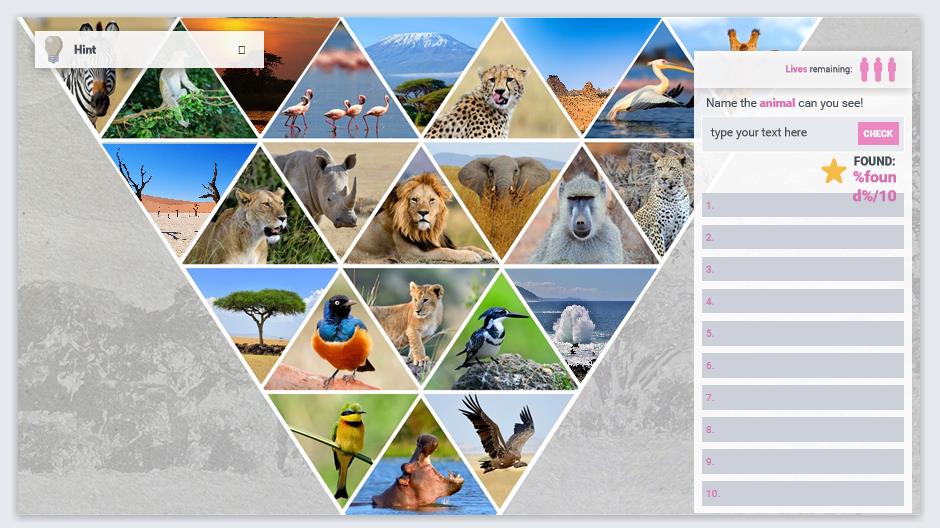 Hint
Lives remaining:
Name the animal can you see!
type your text here
CHECK
FOUND:
%foun
d%/10
1.
2.
3.
4.
5.
6.
7.
8.
9.
10.